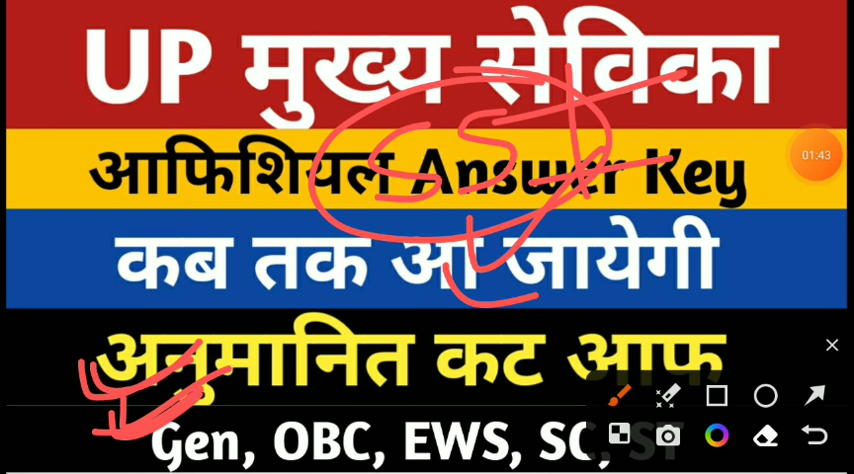 UP मुख्य सेविका
आफिशियल Answer Key
01:43
कब तक आ जायेगी
अनुमानित कट आफ
Gen, OBC, EWS, SC, ST